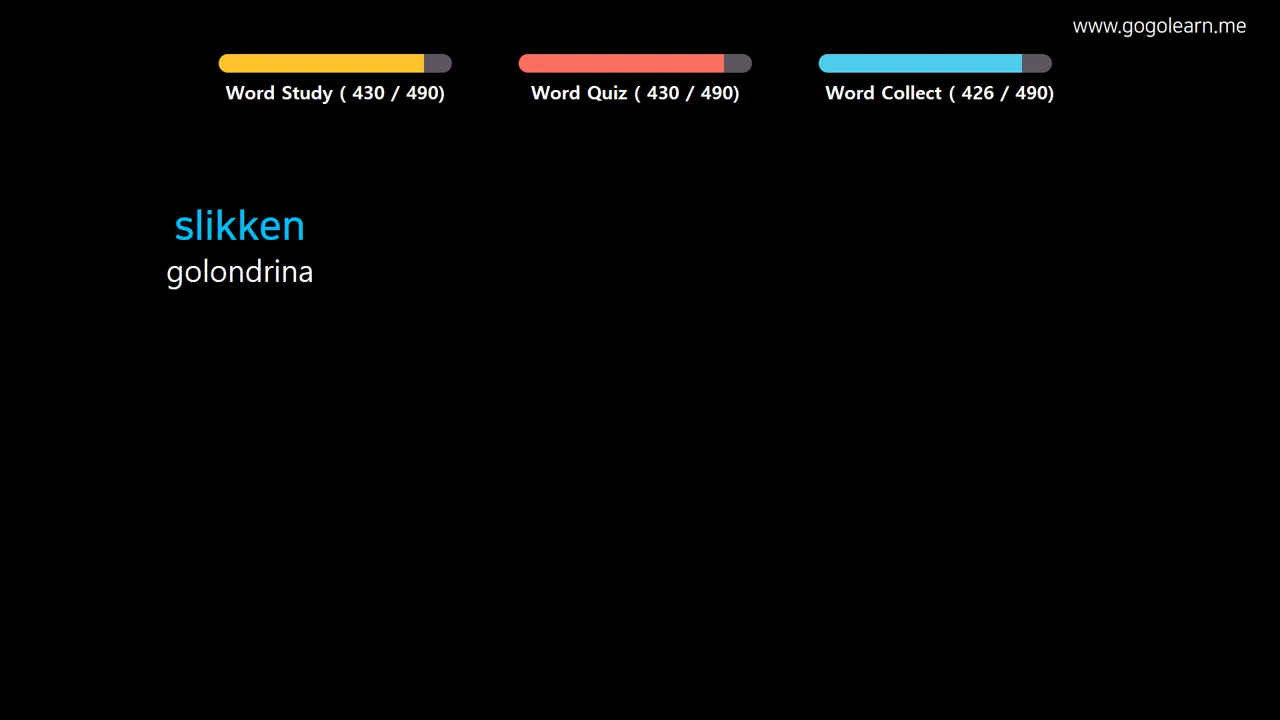 www.gogolearn.me
Word Study ( 430 / 490)
Word Quiz ( 430 / 490)
Word Collect ( 426 / 490)
slikken
golondrina